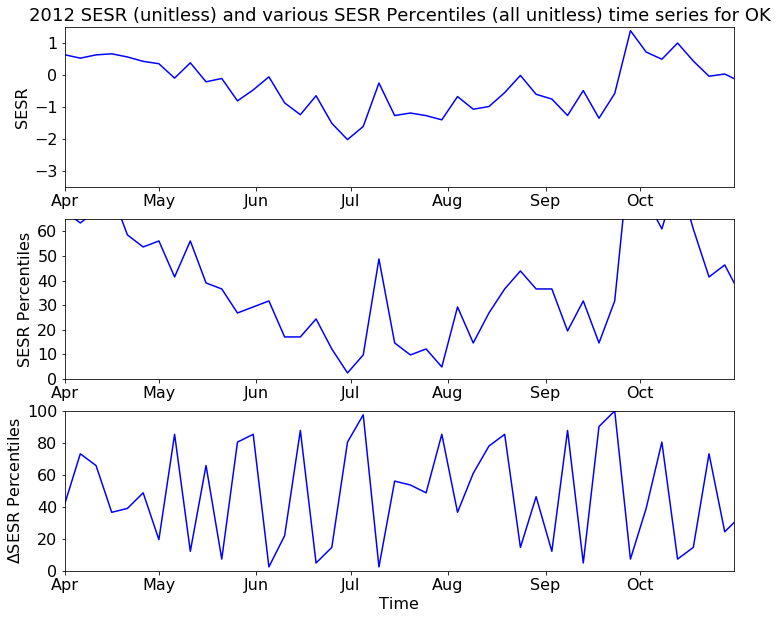 2012 SESR (unitless) and various SESR Percentiles (all unitless) time series for OK
1
0
−1
−2
−3
SESR
Apr May Jun Jul Aug Sep Oct
60
50
40
30
20
10
0
SESR Percentiles
Apr May Jun Jul Aug Sep Oct
100
80
60
40
20
0
ΔSESR Percentiles
Apr May Jun Jul Aug Sep Oct
Time